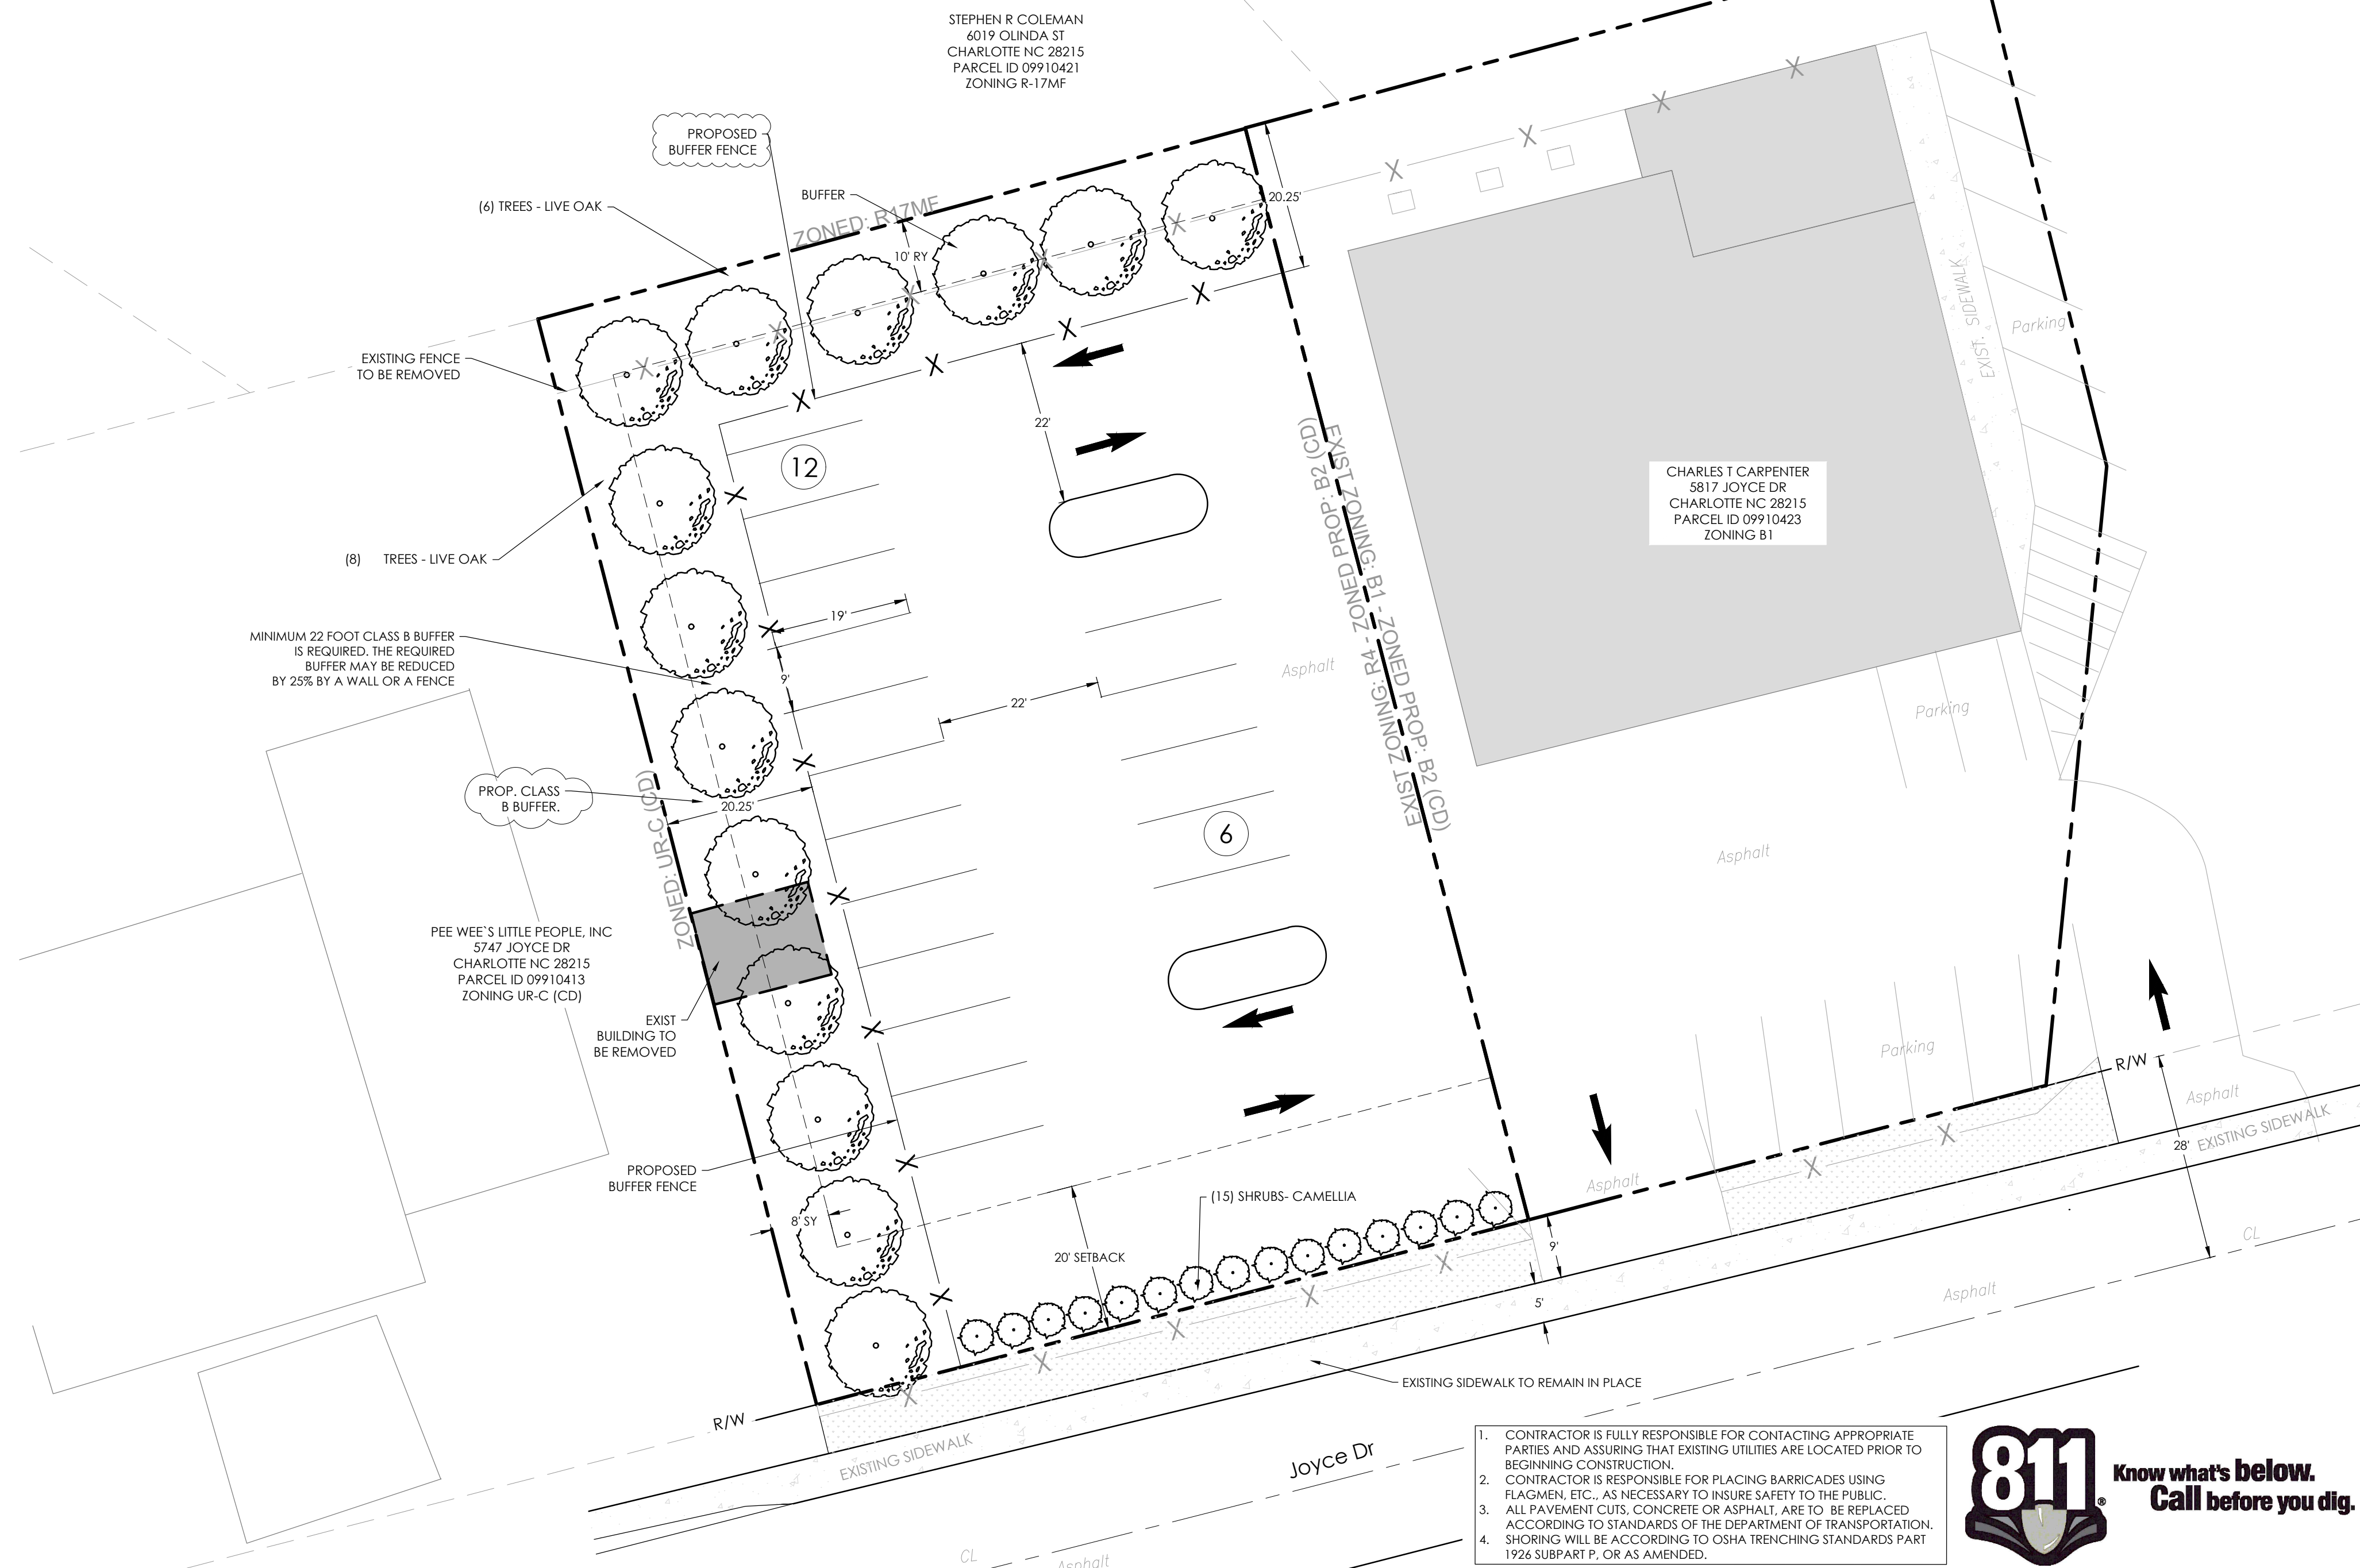 STEPHEN R COLEMAN
6019 OLINDA ST
CHARLOTTE NC 28215
PARCEL ID 09910421
ZONING R-17MF
PROPOSED
BUFFER FENCE
(6) TREES - LIVE OAK
BUFFER
ZONED: R17MF
10' RY
20.25'
EXISTING FENCE
TO BE REMOVED
12
22'
EXIST. SIDEWALK
Parking
CHARLES T CARPENTER
5817 JOYCE DR
CHARLOTTE NC 28215
PARCEL ID 09910423
ZONING B1
(8) TREES - LIVE OAK
19'
9'
22'
MINIMUM 22 FOOT CLASS B BUFFER
IS REQUIRED. THE REQUIRED
BUFFER MAY BE REDUCED
BY 25% BY A WALL OR A FENCE
Asphalt
EXIST ZONING: R4 - ZONED PROP: B2 (CD)
EXIST ZONING: B1 - ZONED PROP: B2 (CD)
Parking
PROP. CLASS
B BUFFER.
20.25'
ZONED: UR-C (CD)
6
Asphalt
PEE WEE`S LITTLE PEOPLE, INC
5747 JOYCE DR
CHARLOTTE NC 28215
PARCEL ID 09910413
ZONING UR-C (CD)
EXIST
BUILDING TO
BE REMOVED
Parking
R/W
Asphalt
EXISTING SIDEWALK
28'
PROPOSED
BUFFER FENCE
8' SY
20' SETBACK
(15) SHRUBS- CAMELLIA
Asphalt
9'
5'
CL
Asphalt
EXISTING SIDEWALK TO REMAIN IN PLACE
R/W
EXISTING SIDEWALK
Joyce Dr
CL
Asphalt
1. CONTRACTOR IS FULLY RESPONSIBLE FOR CONTACTING APPROPRIATE
PARTIES AND ASSURING THAT EXISTING UTILITIES ARE LOCATED PRIOR TO
BEGINNING CONSTRUCTION.
2. CONTRACTOR IS RESPONSIBLE FOR PLACING BARRICADES USING
FLAGMEN, ETC., AS NECESSARY TO INSURE SAFETY TO THE PUBLIC.
3. ALL PAVEMENT CUTS, CONCRETE OR ASPHALT, ARE TO BE REPLACED
ACCORDING TO STANDARDS OF THE DEPARTMENT OF TRANSPORTATION.
4. SHORING WILL BE ACCORDING TO OSHA TRENCHING STANDARDS PART
1926 SUBPART P, OR AS AMENDED.
811®
Know what's below.
Call before you dig.